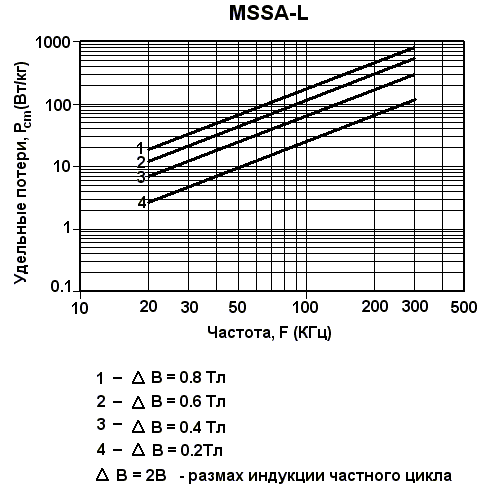 MSSA-L
Удельные потери, Pcm(Вт/кг)
1000
100
10
1
0.1
1
2
3
4
10 20 30 50 100 200 300 500
Частота, F (КГц)
1 – △ B = 0.8 Тл
2 – △ B = 0.6 Тл
3 – △ B = 0.4 Тл
4 – △ B = 0.2Тл
△ B = 2B - размах индукции частного цикла